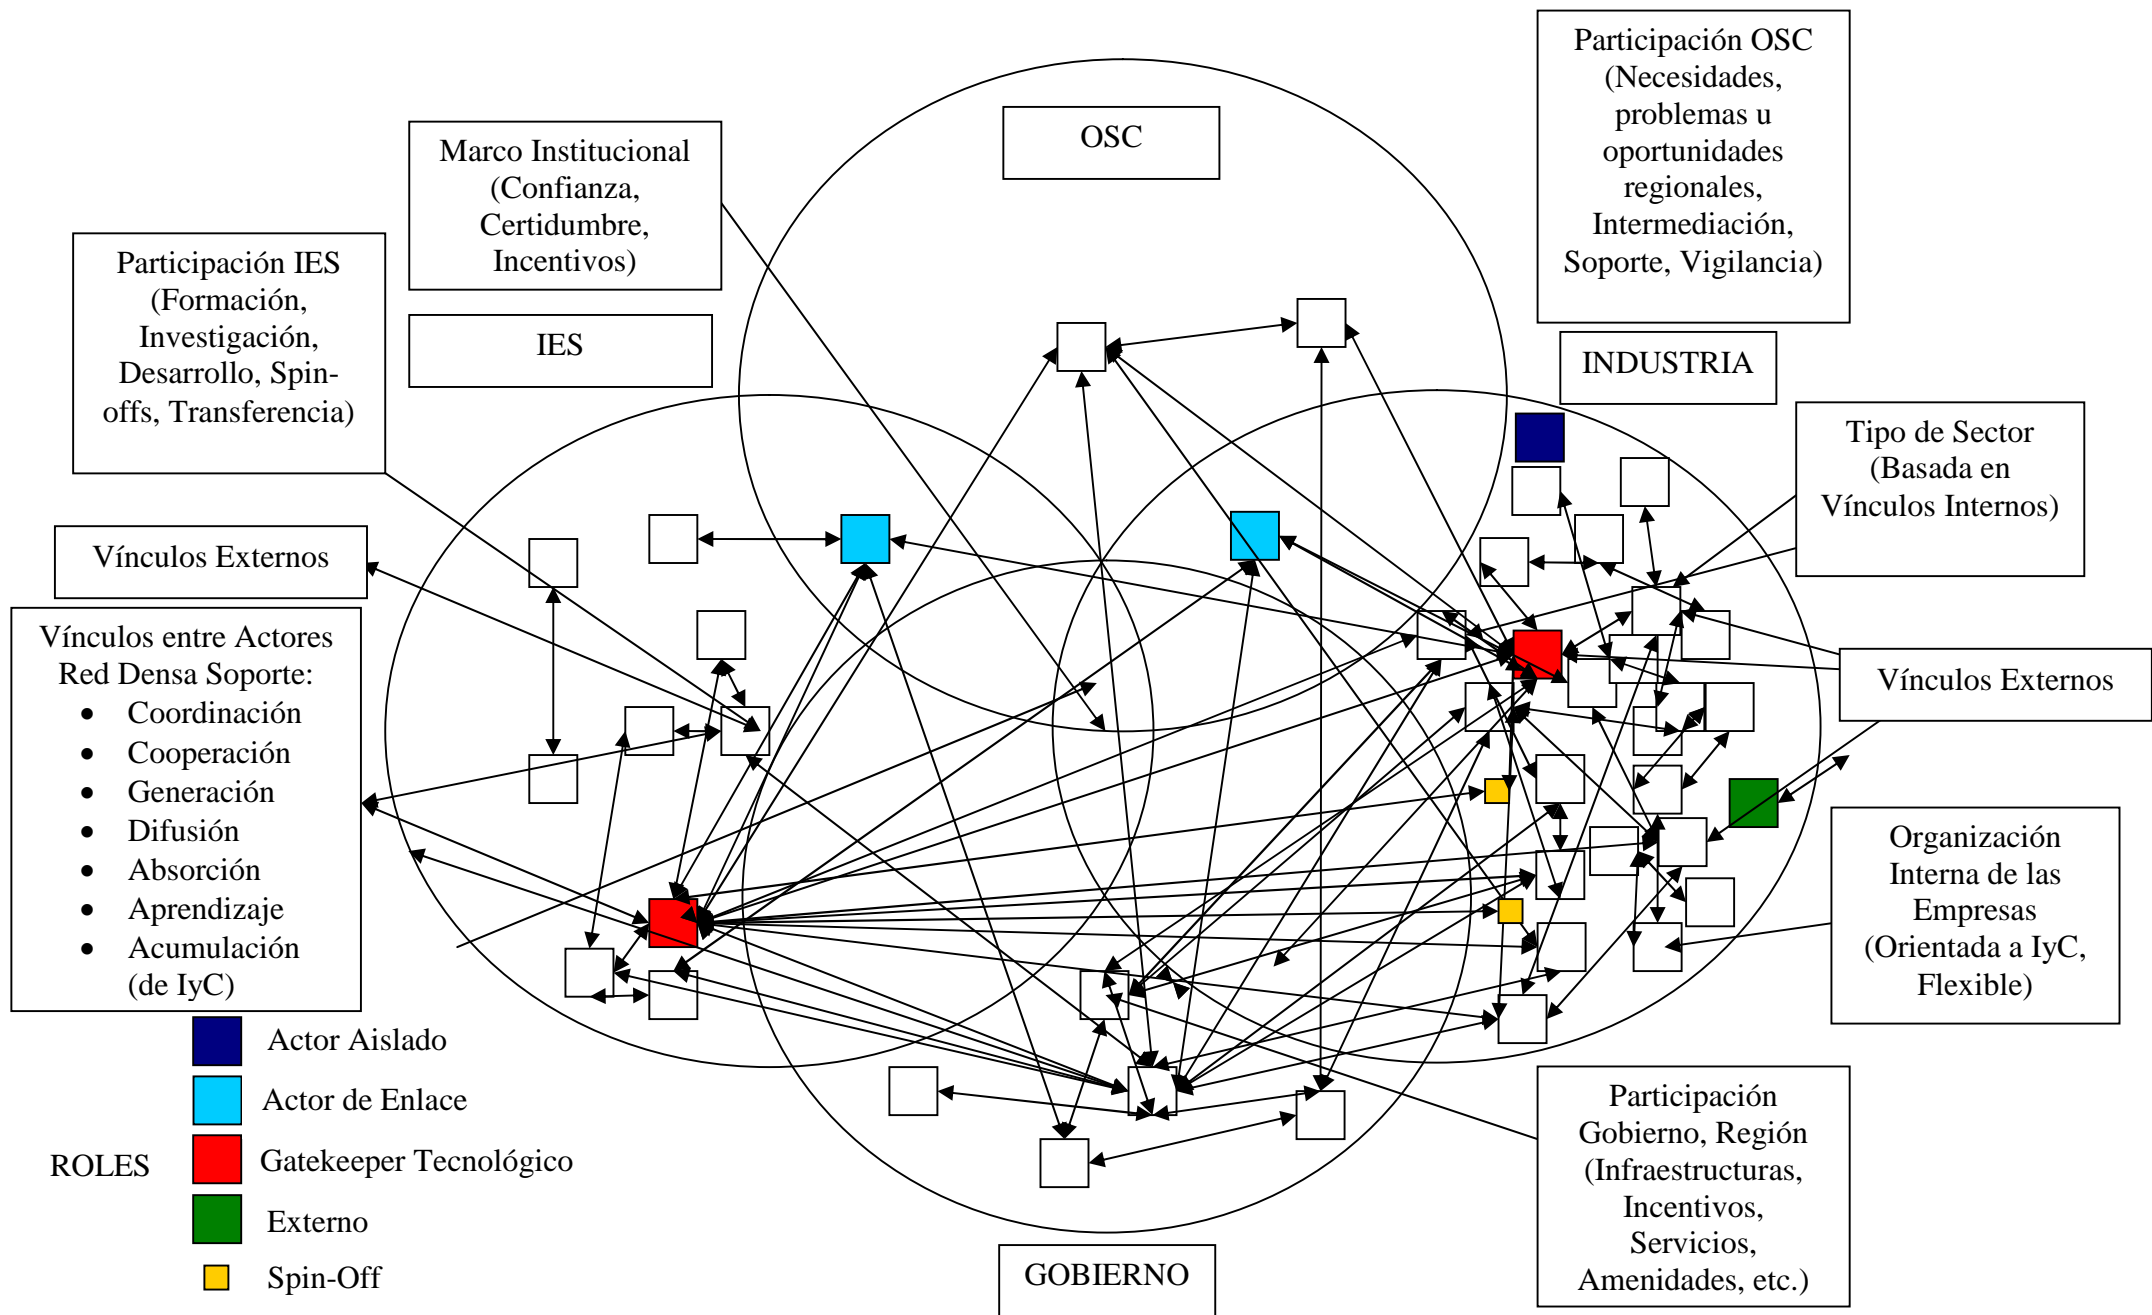 Participación OSC
(Necesidades,
problemas u
oportunidades
regionales,
Intermediación,
Soporte, Vigilancia)
OSC
Marco Institucional
(Confianza,
Certidumbre,
Incentivos)
Participación IES
(Formación,
Investigación,
Desarrollo, Spin-
offs, Transferencia)
IES
INDUSTRIA
Tipo de Sector
(Basada en
Vínculos Internos)
Vínculos Externos
Vínculos entre Actores
Red Densa Soporte:
• Coordinación
• Cooperación
• Generación
• Difusión
• Absorción
• Aprendizaje
• Acumulación
(de IyC)
Vínculos Externos
Organización
Interna de las
Empresas
(Orientada a IyC,
Flexible)
ROLES
Actor Aislado
Actor de Enlace
Gatekeeper Tecnológico
Externo
Spin-Off
GOBIERNO
Participación
Gobierno, Región
(Infraestructuras,
Incentivos,
Servicios,
Amenidades, etc.)